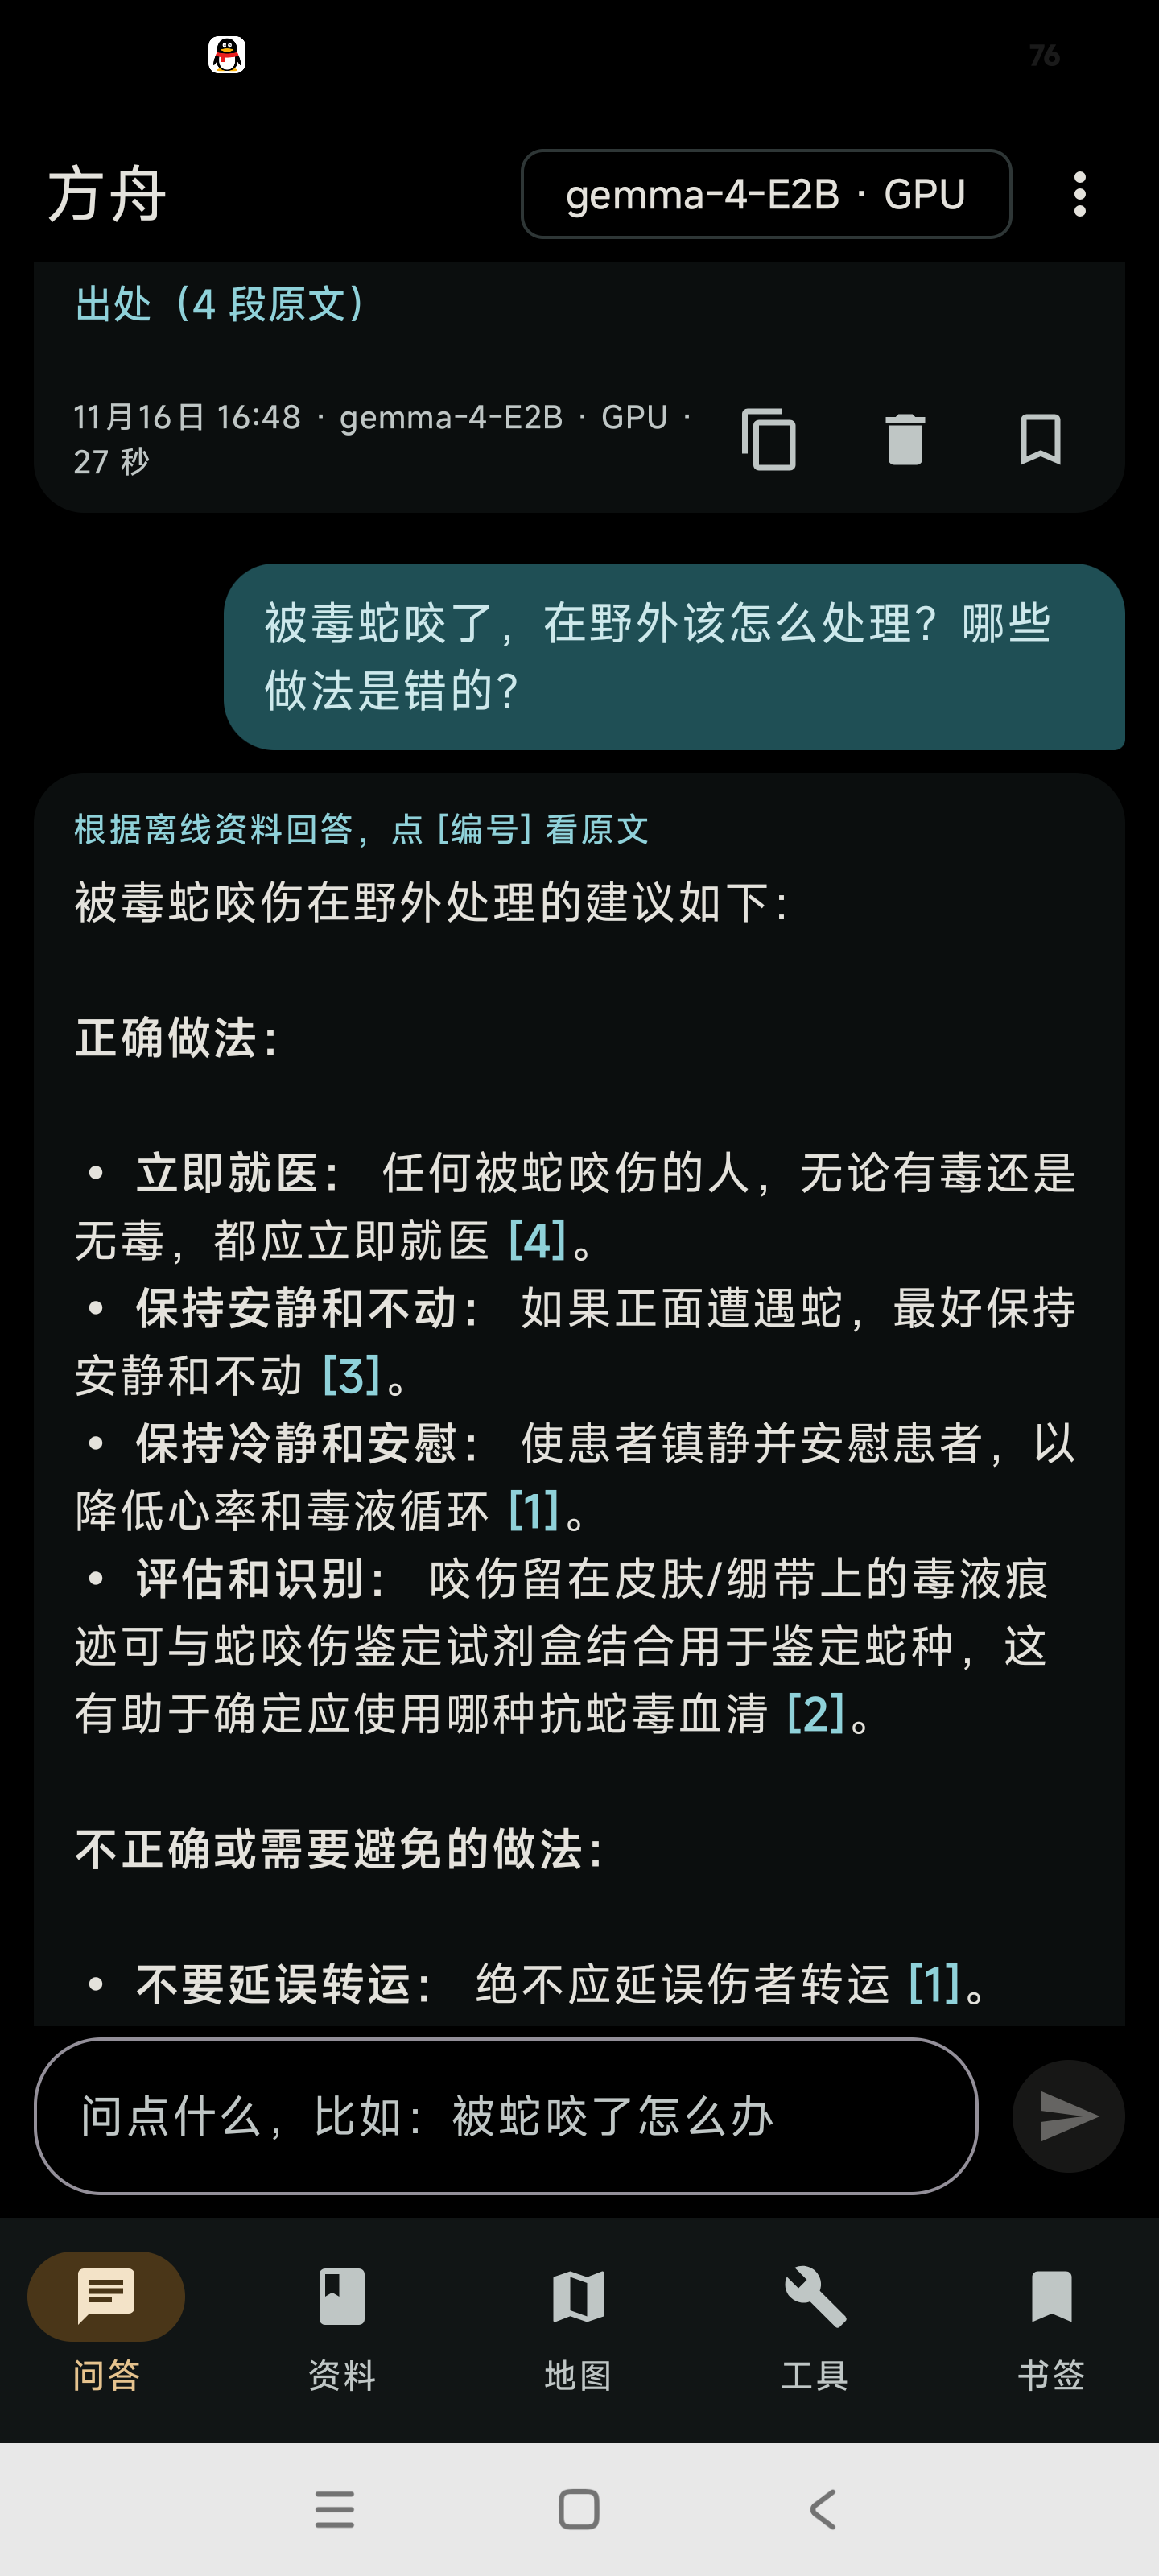 76
方舟
gemma-4-E2B · GPU
出处（4 段原文）
11月16日 16:48 · gemma-4-E2B · GPU ·
27 秒
被毒蛇咬了，在野外该怎么处理？哪些
做法是错的？
根据离线资料回答，点 [编号] 看原文
被毒蛇咬伤在野外处理的建议如下：
正确做法：
• 立即就医： 任何被蛇咬伤的人，无论有毒还是
无毒，都应立即就医 [4]。
• 保持安静和不动： 如果正面遭遇蛇，最好保持
安静和不动 [3]。
• 保持冷静和安慰： 使患者镇静并安慰患者，以
降低心率和毒液循环 [1]。
• 评估和识别： 咬伤留在皮肤/绷带上的毒液痕
迹可与蛇咬伤鉴定试剂盒结合用于鉴定蛇种，这
有助于确定应使用哪种抗蛇毒血清 [2]。
不正确或需要避免的做法：
• 不要延误转运： 绝不应延误伤者转运 [1]。
问点什么，比如：被蛇咬了怎么办
问答
资料
地图
工具
书签